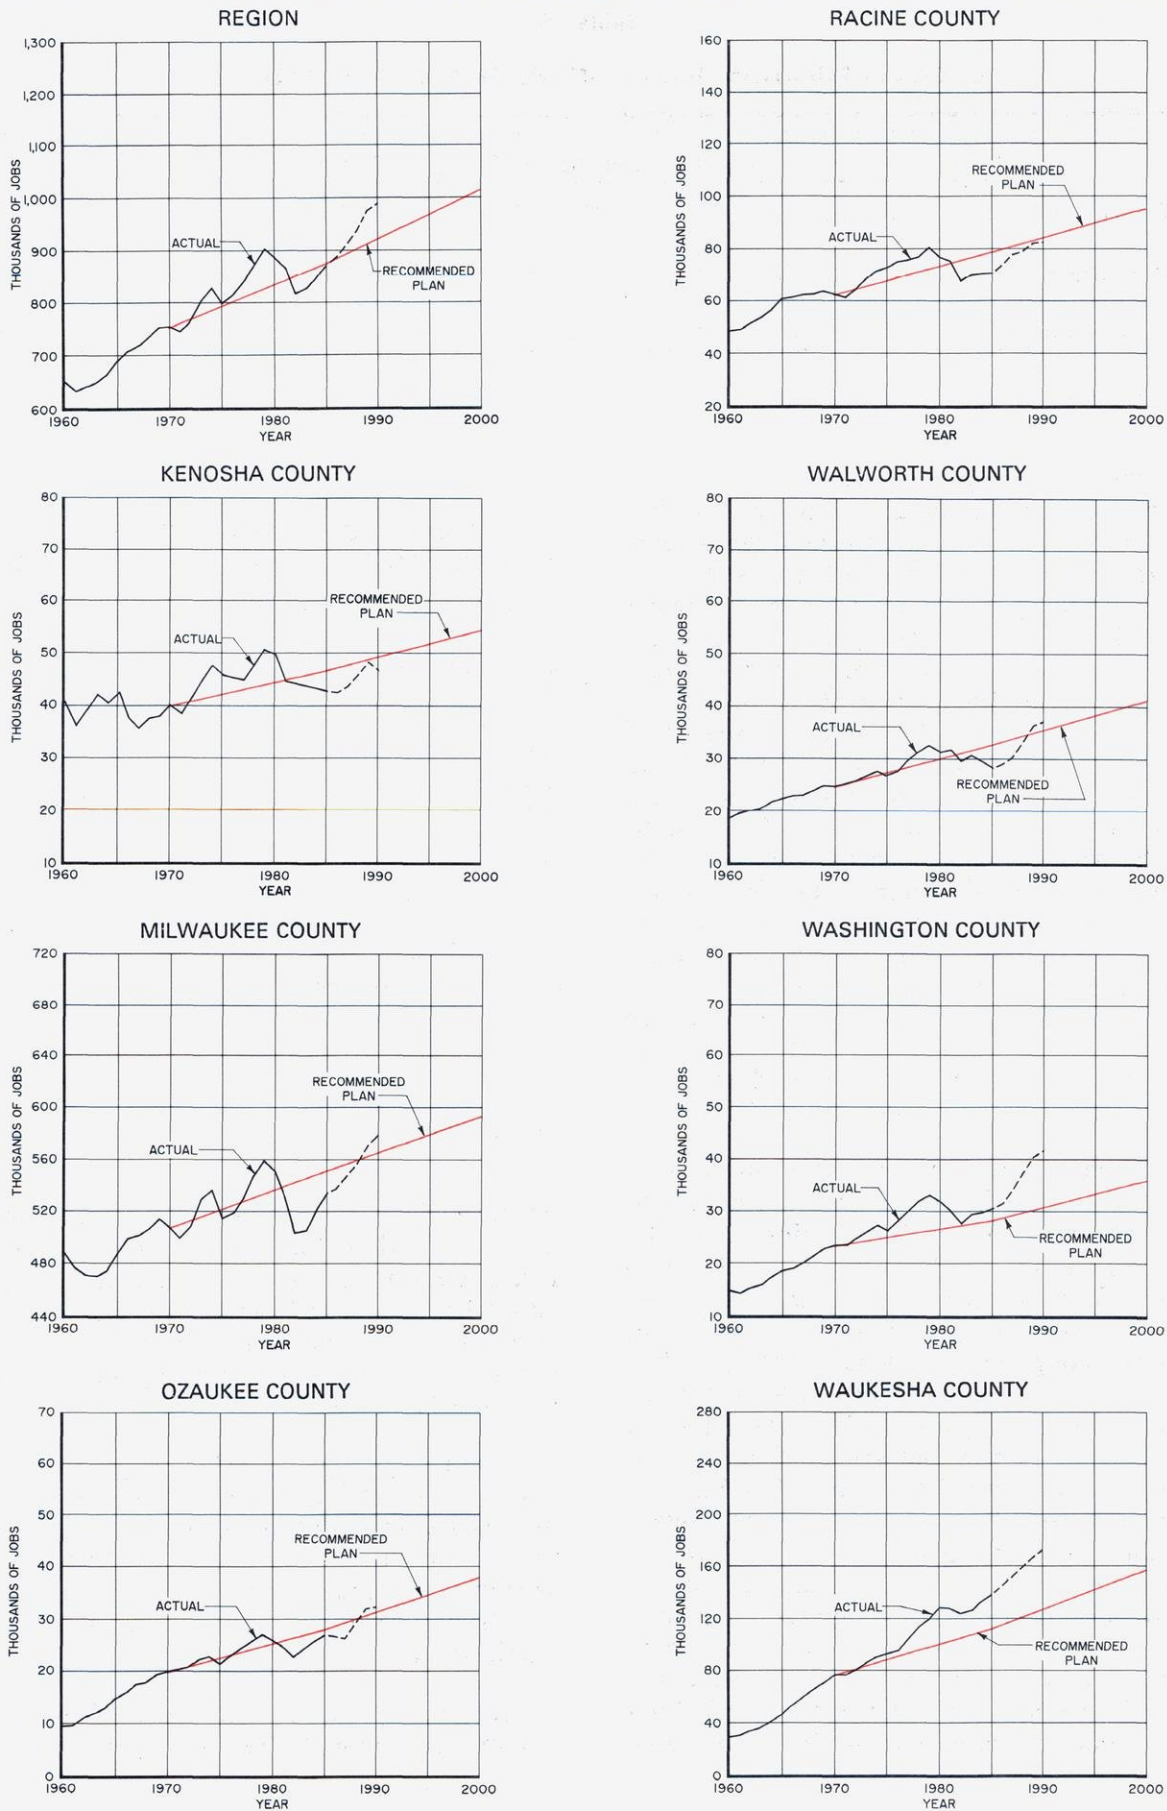 REGION
1,300
1,200
1,100
1,000
900
800
700
600
THOUSANDS OF JOBS
ACTUAL
RECOMMENDED
PLAN
1960
1970
1980
1990
2000
YEAR
RACINE COUNTY
160
140
120
100
80
60
40
20
THOUSANDS OF JOBS
RECOMMENDED
PLAN
ACTUAL
1960
1970
1980
1990
2000
YEAR
KENOSHA COUNTY
80
70
60
50
40
30
20
10
THOUSANDS OF JOBS
RECOMMENDED
PLAN
ACTUAL
1960
1970
1980
1990
2000
YEAR
WALWORTH COUNTY
80
70
60
50
40
30
20
10
THOUSANDS OF JOBS
ACTUAL
RECOMMENDED
PLAN
1960
1970
1980
1990
2000
YEAR
MILWAUKEE COUNTY
720
680
640
600
560
520
480
440
THOUSANDS OF JOBS
RECOMMENDED
PLAN
ACTUAL
1960
1970
1980
1990
2000
YEAR
WASHINGTON COUNTY
80
70
60
50
40
30
20
10
THOUSANDS OF JOBS
ACTUAL
RECOMMENDED
PLAN
1960
1970
1980
1990
2000
YEAR
OZAUKEE COUNTY
70
60
50
40
30
20
10
0
THOUSANDS OF JOBS
RECOMMENDED
PLAN
ACTUAL
1960
1970
1980
1990
2000
YEAR
WAUKESHA COUNTY
280
240
200
160
120
80
40
0
THOUSANDS OF JOBS
ACTUAL
RECOMMENDED
PLAN
1960
1970
1980
1990
2000
YEAR